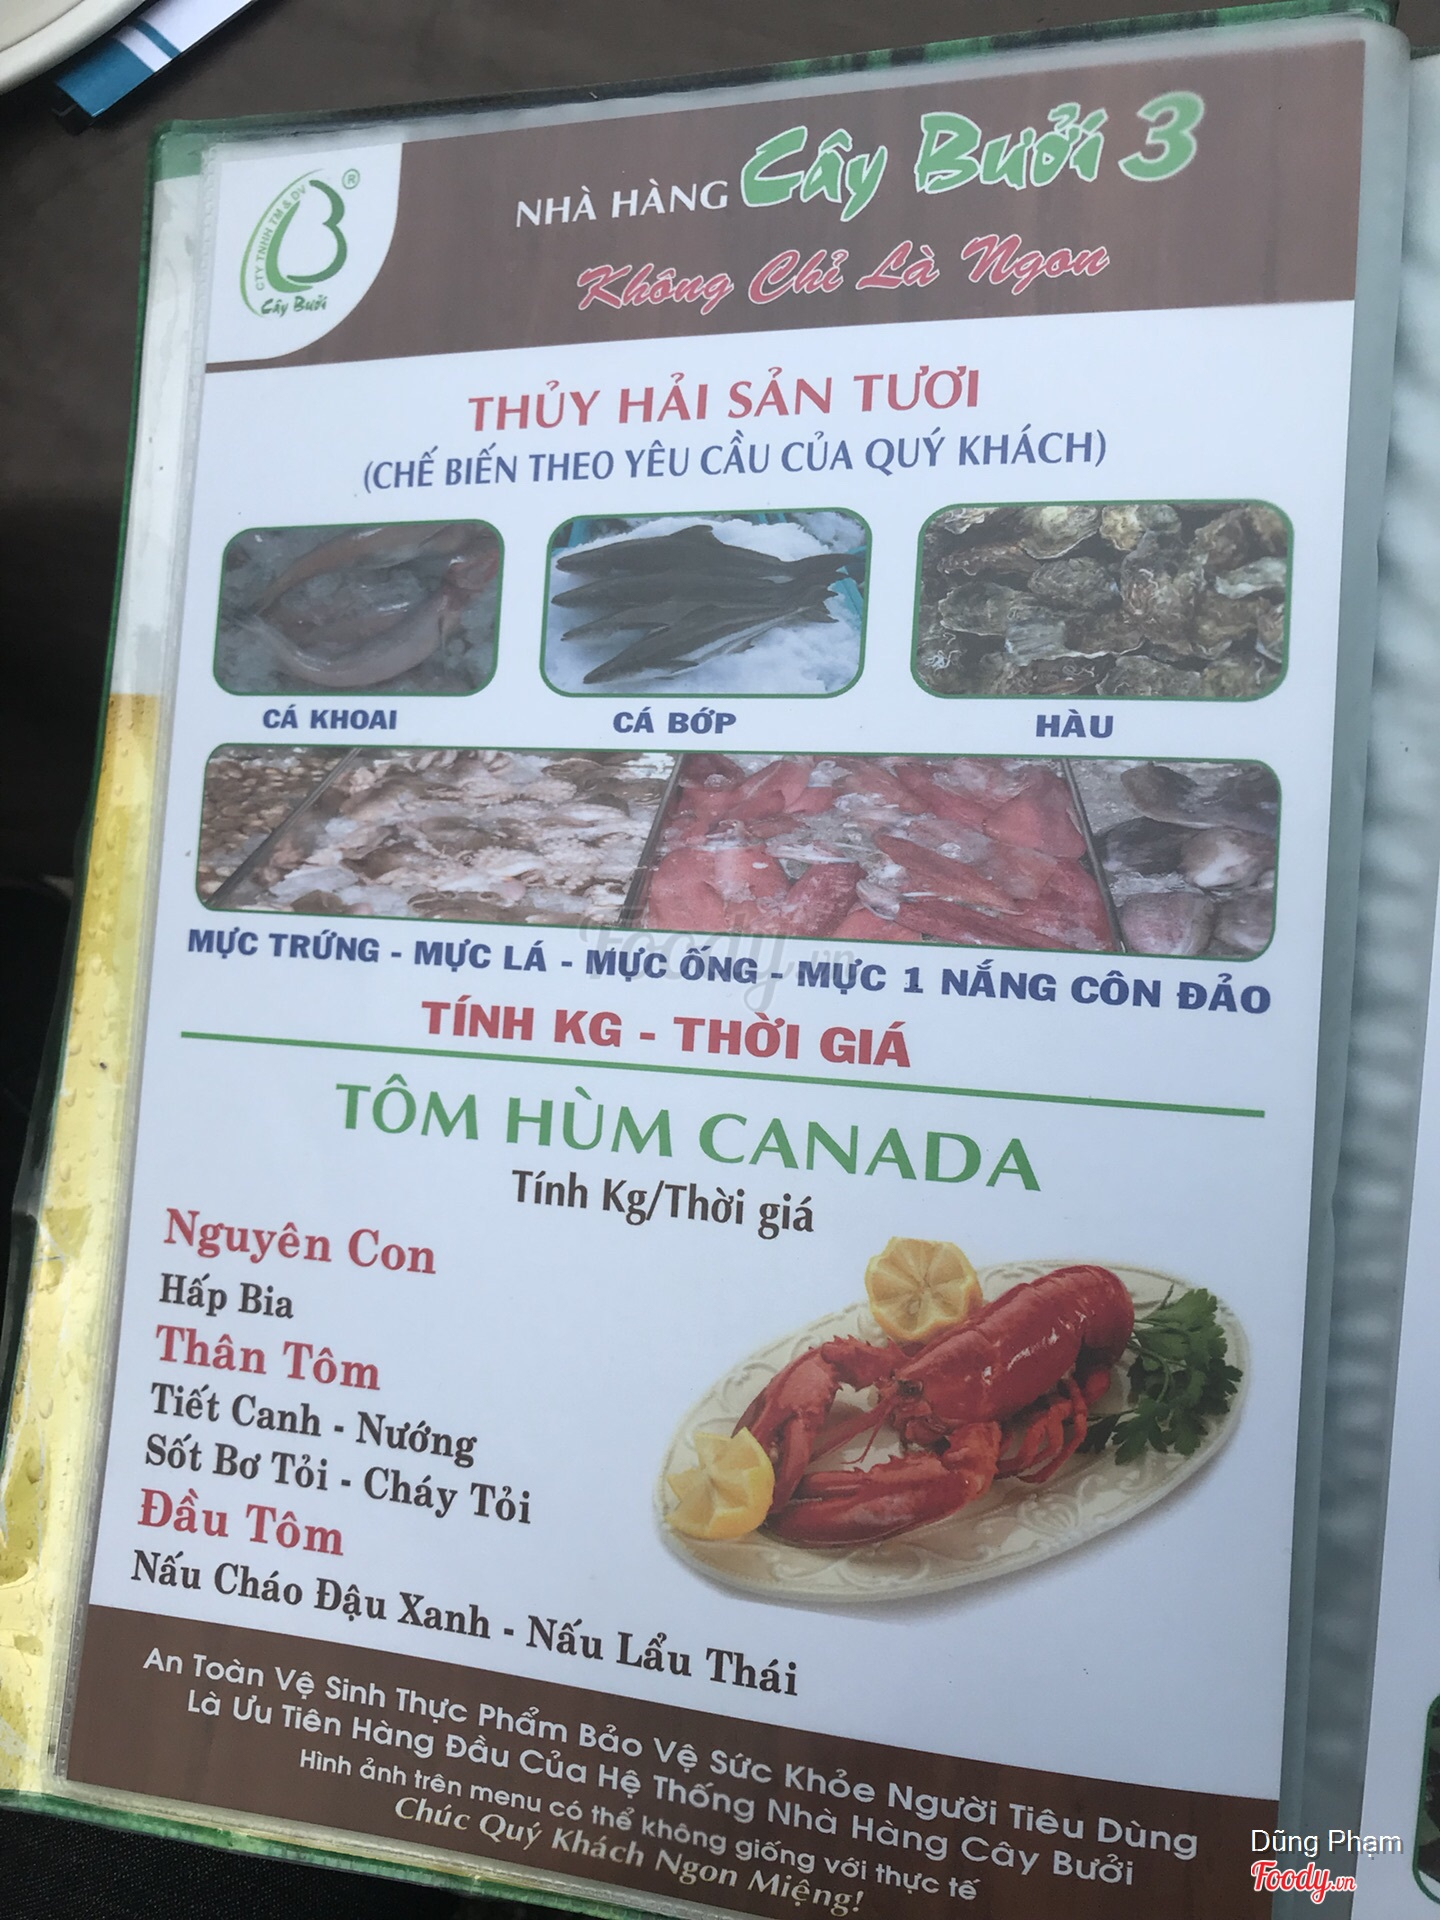 CTY TNHH TM & DV
®
Cây Bưởi
NHÀ HÀNG Cây Bưởi 3
Không Chỉ Là Ngon
THỦY HẢI SẢN TƯƠI
(CHẾ BIẾN THEO YÊU CẦU CỦA QUÝ KHÁCH)
CÁ KHOAI
CÁ BỚP
HÀU
MỰC TRỨNG - MỰC LÁ - MỰC ỐNG - MỰC 1 NẮNG CÔN ĐẢO
Foody.vn
TÍNH KG - THỜI GIÁ
TÔM HÙM CANADA
Tính Kg/Thời giá
Nguyên Con
Hấp Bia
Thân Tôm
Tiết Canh - Nướng
Sốt Bơ Tỏi - Cháy Tỏi
Đầu Tôm
Nấu Cháo Đậu Xanh - Nấu Lẩu Thái
An Toàn Vệ Sinh Thực Phẩm Bảo Vệ Sức Khỏe Người Tiêu Dùng
Là Ưu Tiên Hàng Đầu Của Hệ Thống Nhà Hàng Cây Bưởi
Hình ảnh trên menu có thể không giống với thực tế
Chúc Quý Khách Ngon Miệng!
Dũng Phạm
Foody.vn